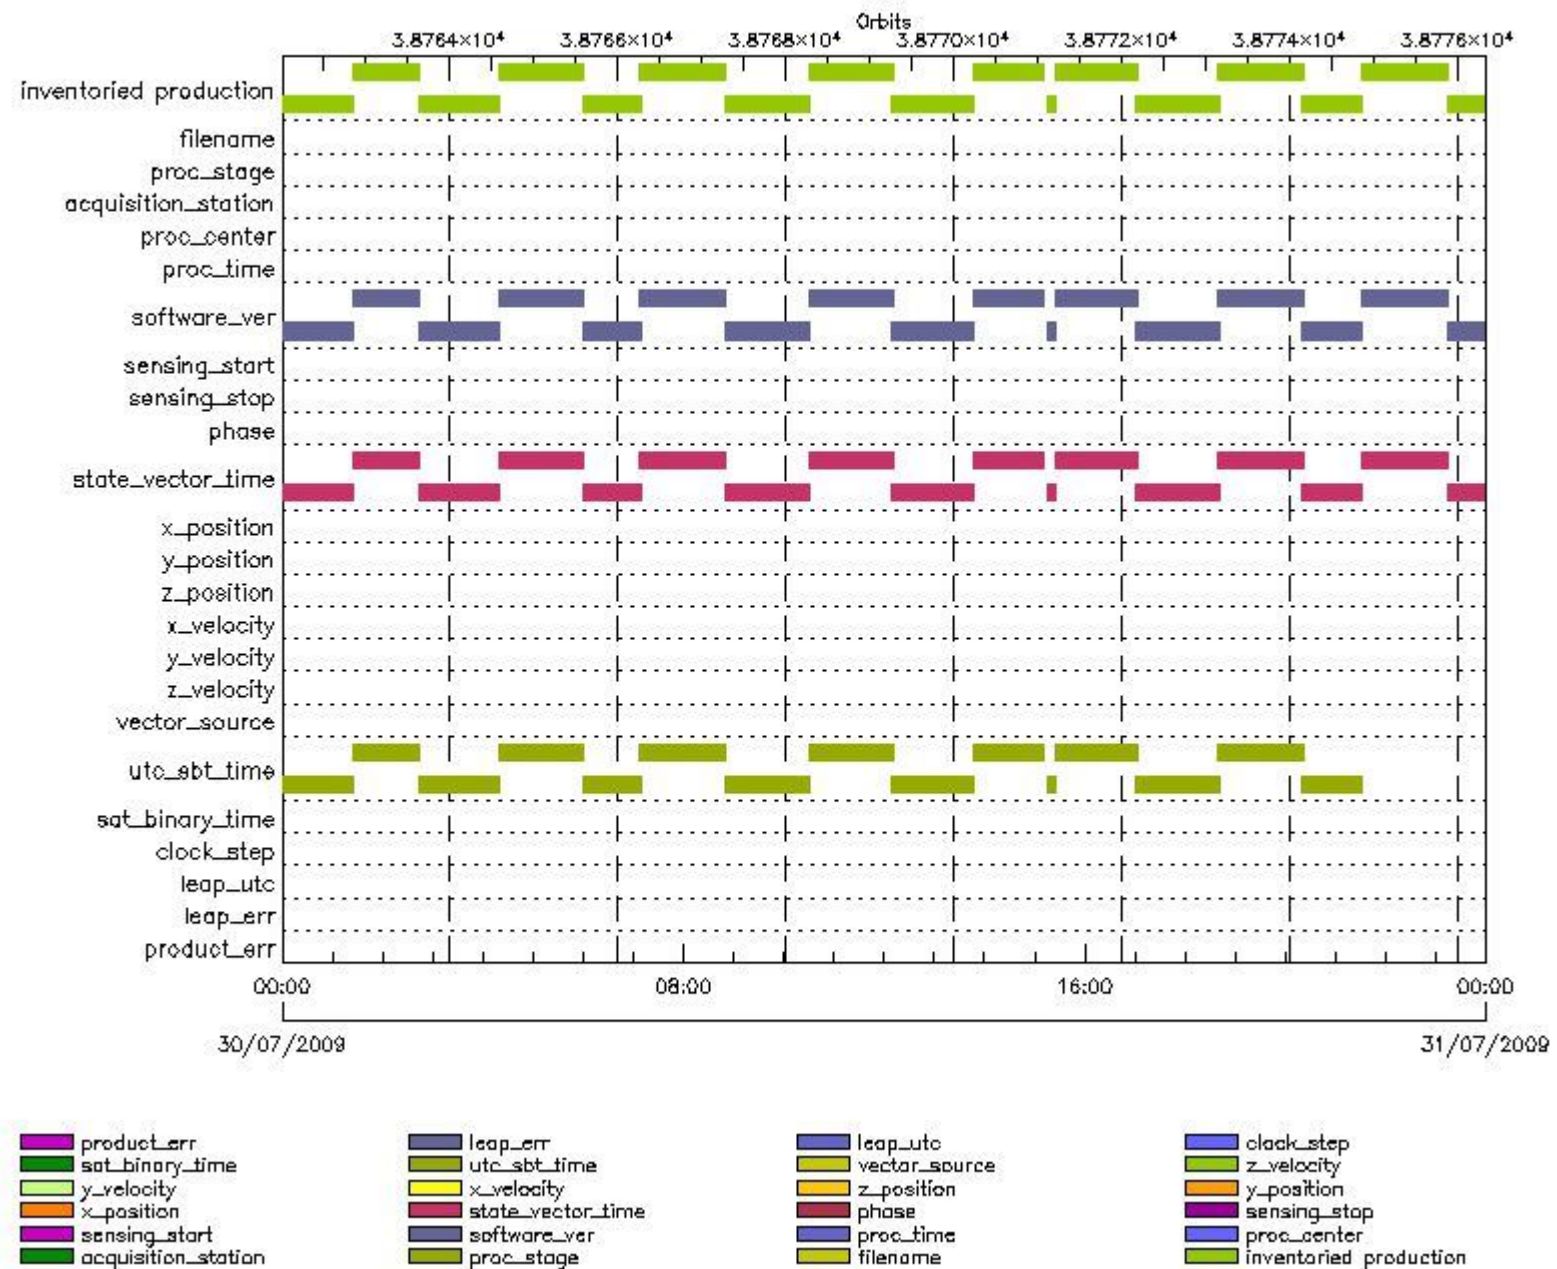 Orbits
3.8764×10⁴ 3.8766×10⁴ 3.8768×10⁴ 3.8770×10⁴ 3.8772×10⁴ 3.8774×10⁴ 3.8776×10⁴
inventoried production
filename
proc_stage
acquisition_station
proc_center
proc_time
software_ver
sensing_start
sensing_stop
phase
state_vector_time
x_position
y_position
z_position
x_velocity
y_velocity
z_velocity
vector_source
utc_sbt_time
sat_binary_time
clock_step
leap_utc
leap_err
product_err
00:00 08:00 16:00 00:00
30/07/2009 31/07/2009
product_err leap_err leap_utc clock_step
sat_binary_time utc_sbt_time vector_source z_velocity
y_velocity x_velocity z_position y_position
x_position state_vector_time phase sensing_stop
sensing_start software_ver proc_time proc_center
acquisition_station proc_stage filename inventoried production